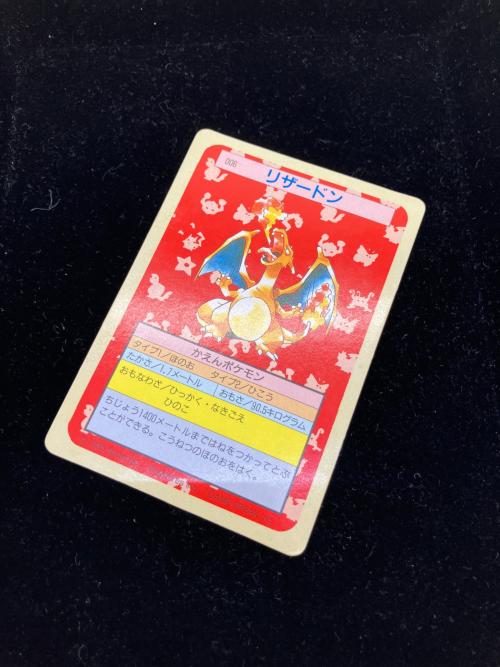 006
リザードン
かえんポケモン
タイプ1/ほのお タイプ2/ひこう
たかさ/1.7メートル おもさ/90.5キログラム
おもなわざ/ひっかく・なきごえ
ひのこ
ちじょう1400メートルまではねをつかってとぶ
ことができる。こうねつのほのおをはく。